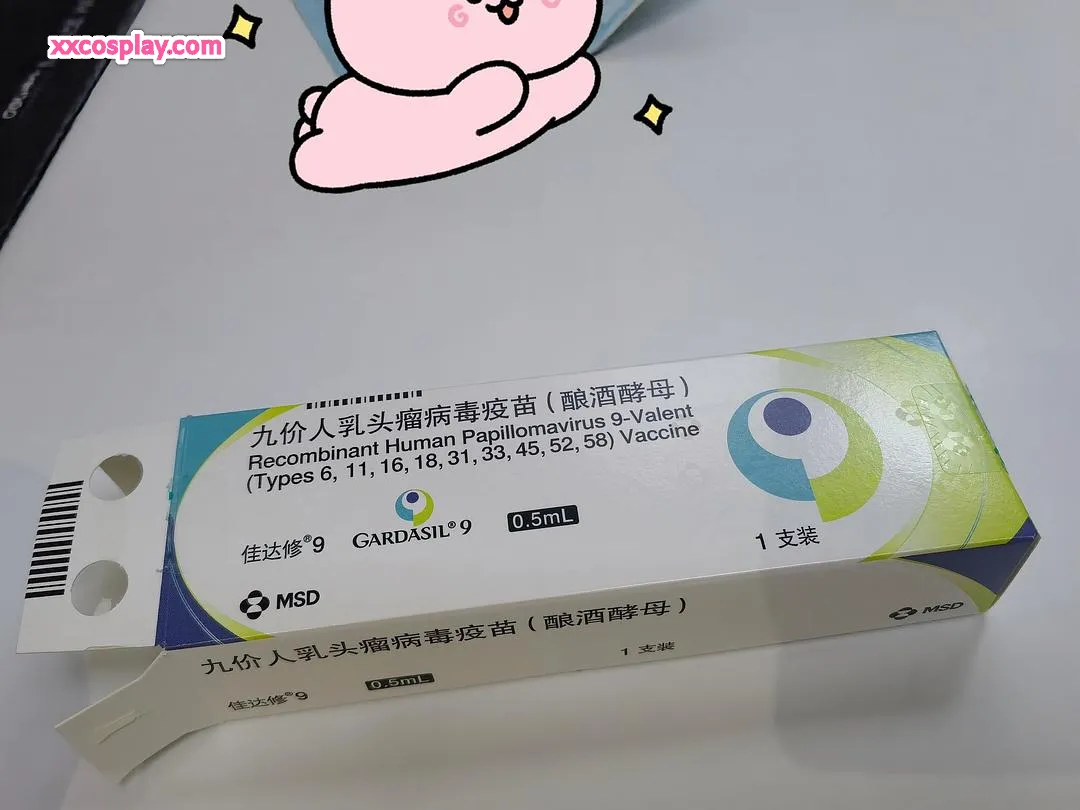 xxcosplay.com
九价人乳头瘤病毒疫苗（酿酒酵母）
Recombinant Human Papillomavirus 9-Valent
(Types 6, 11, 16, 18, 31, 33, 45, 52, 58) Vaccine
佳达修®9 GARDASIL®9 0.5mL
1 支装
MSD
九价人乳头瘤病毒疫苗（酿酒酵母）
佳达修®9 0.5mL 1 支装
MSD